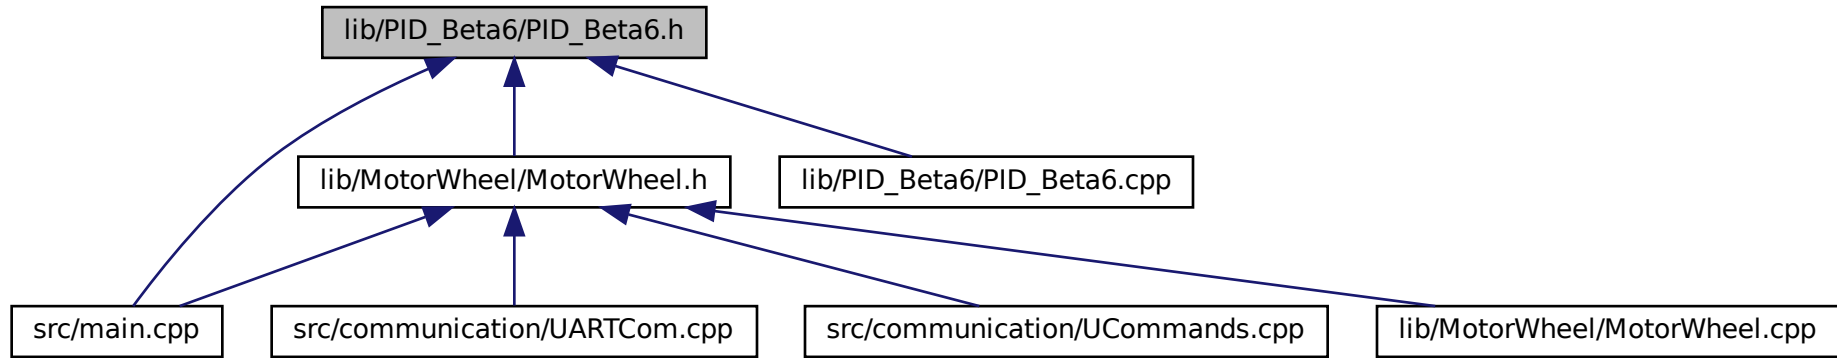 lib/PID_Beta6/PID_Beta6.h
lib/MotorWheel/MotorWheel.h
lib/PID_Beta6/PID_Beta6.cpp
src/main.cpp
src/communication/UARTCom.cpp
src/communication/UCommands.cpp
lib/MotorWheel/MotorWheel.cpp